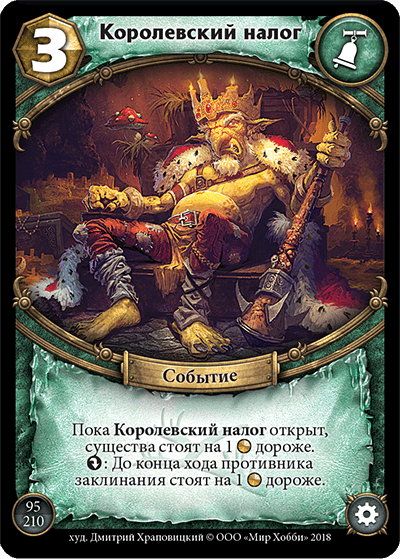 3
Королевский налог
Событие
Пока Королевский налог открыт,
существа стоят на 1 дороже.
: До конца хода противника
заклинания стоят на 1 дороже.
95
210
худ. Дмитрий Храповицкий © ООО «Мир Хобби» 2018